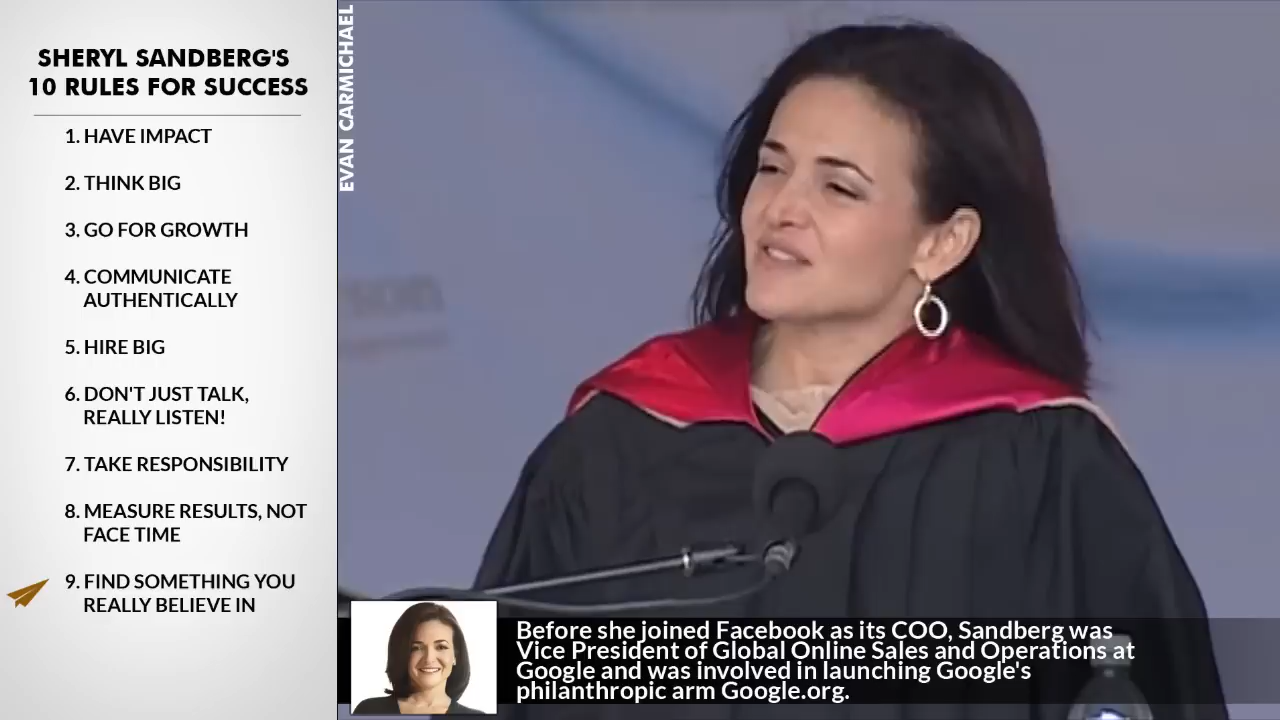 SHERYL SANDBERG'S
10 RULES FOR SUCCESS
1. HAVE IMPACT
2. THINK BIG
3. GO FOR GROWTH
4. COMMUNICATE
AUTHENTICALLY
5. HIRE BIG
6. DON'T JUST TALK,
REALLY LISTEN!
7. TAKE RESPONSIBILITY
8. MEASURE RESULTS, NOT
FACE TIME
9. FIND SOMETHING YOU
REALLY BELIEVE IN
EVAN CARMICHAEL
Before she joined Facebook as its COO, Sandberg was
Vice President of Global Online Sales and Operations at
Google and was involved in launching Google's
philanthropic arm Google.org.